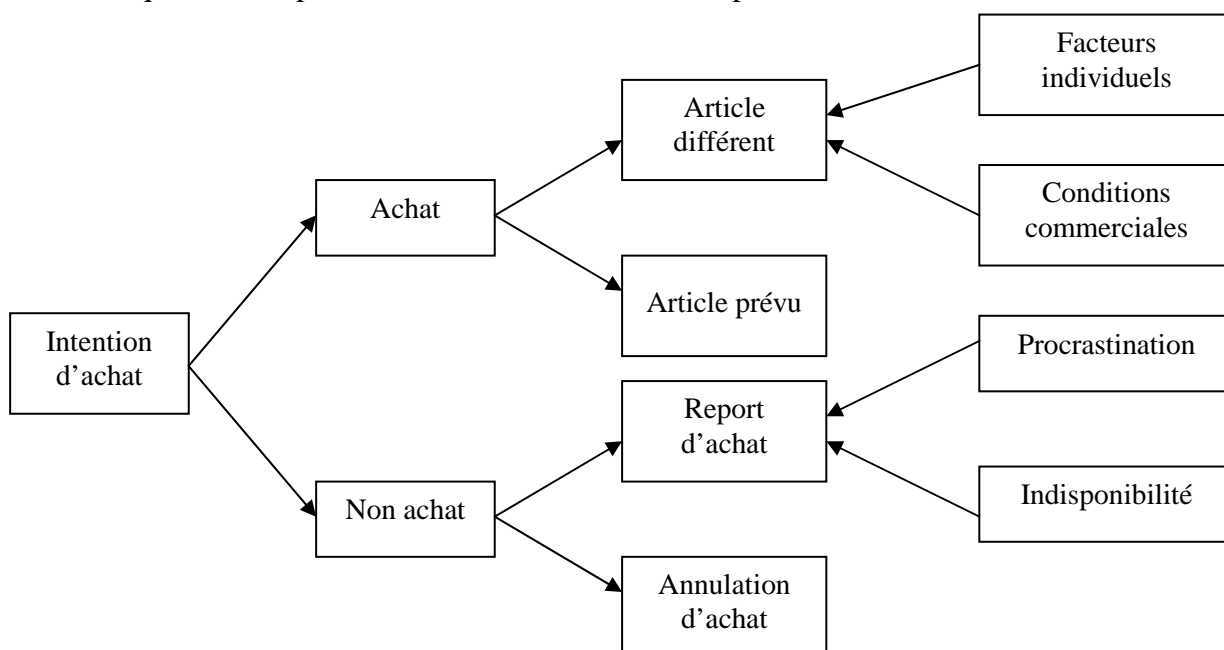 Facteurs
individuels
Article
différent
Conditions
commerciales
Achat
Article prévu
Intention
d’achat
Procrastination
Report
d’achat
Non achat
Indisponibilité
Annulation
d’achat